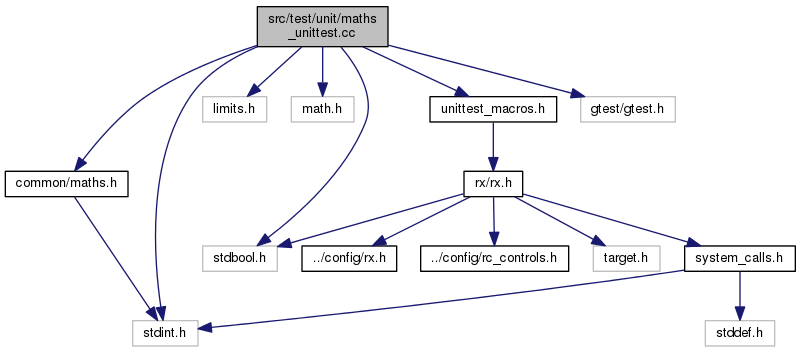 src/test/unit/maths
_unittest.cc
limits.h
math.h
unittest_macros.h
gtest/gtest.h
common/maths.h
rx/rx.h
stdbool.h
../config/rx.h
../config/rc_controls.h
target.h
system_calls.h
stdint.h
stddef.h